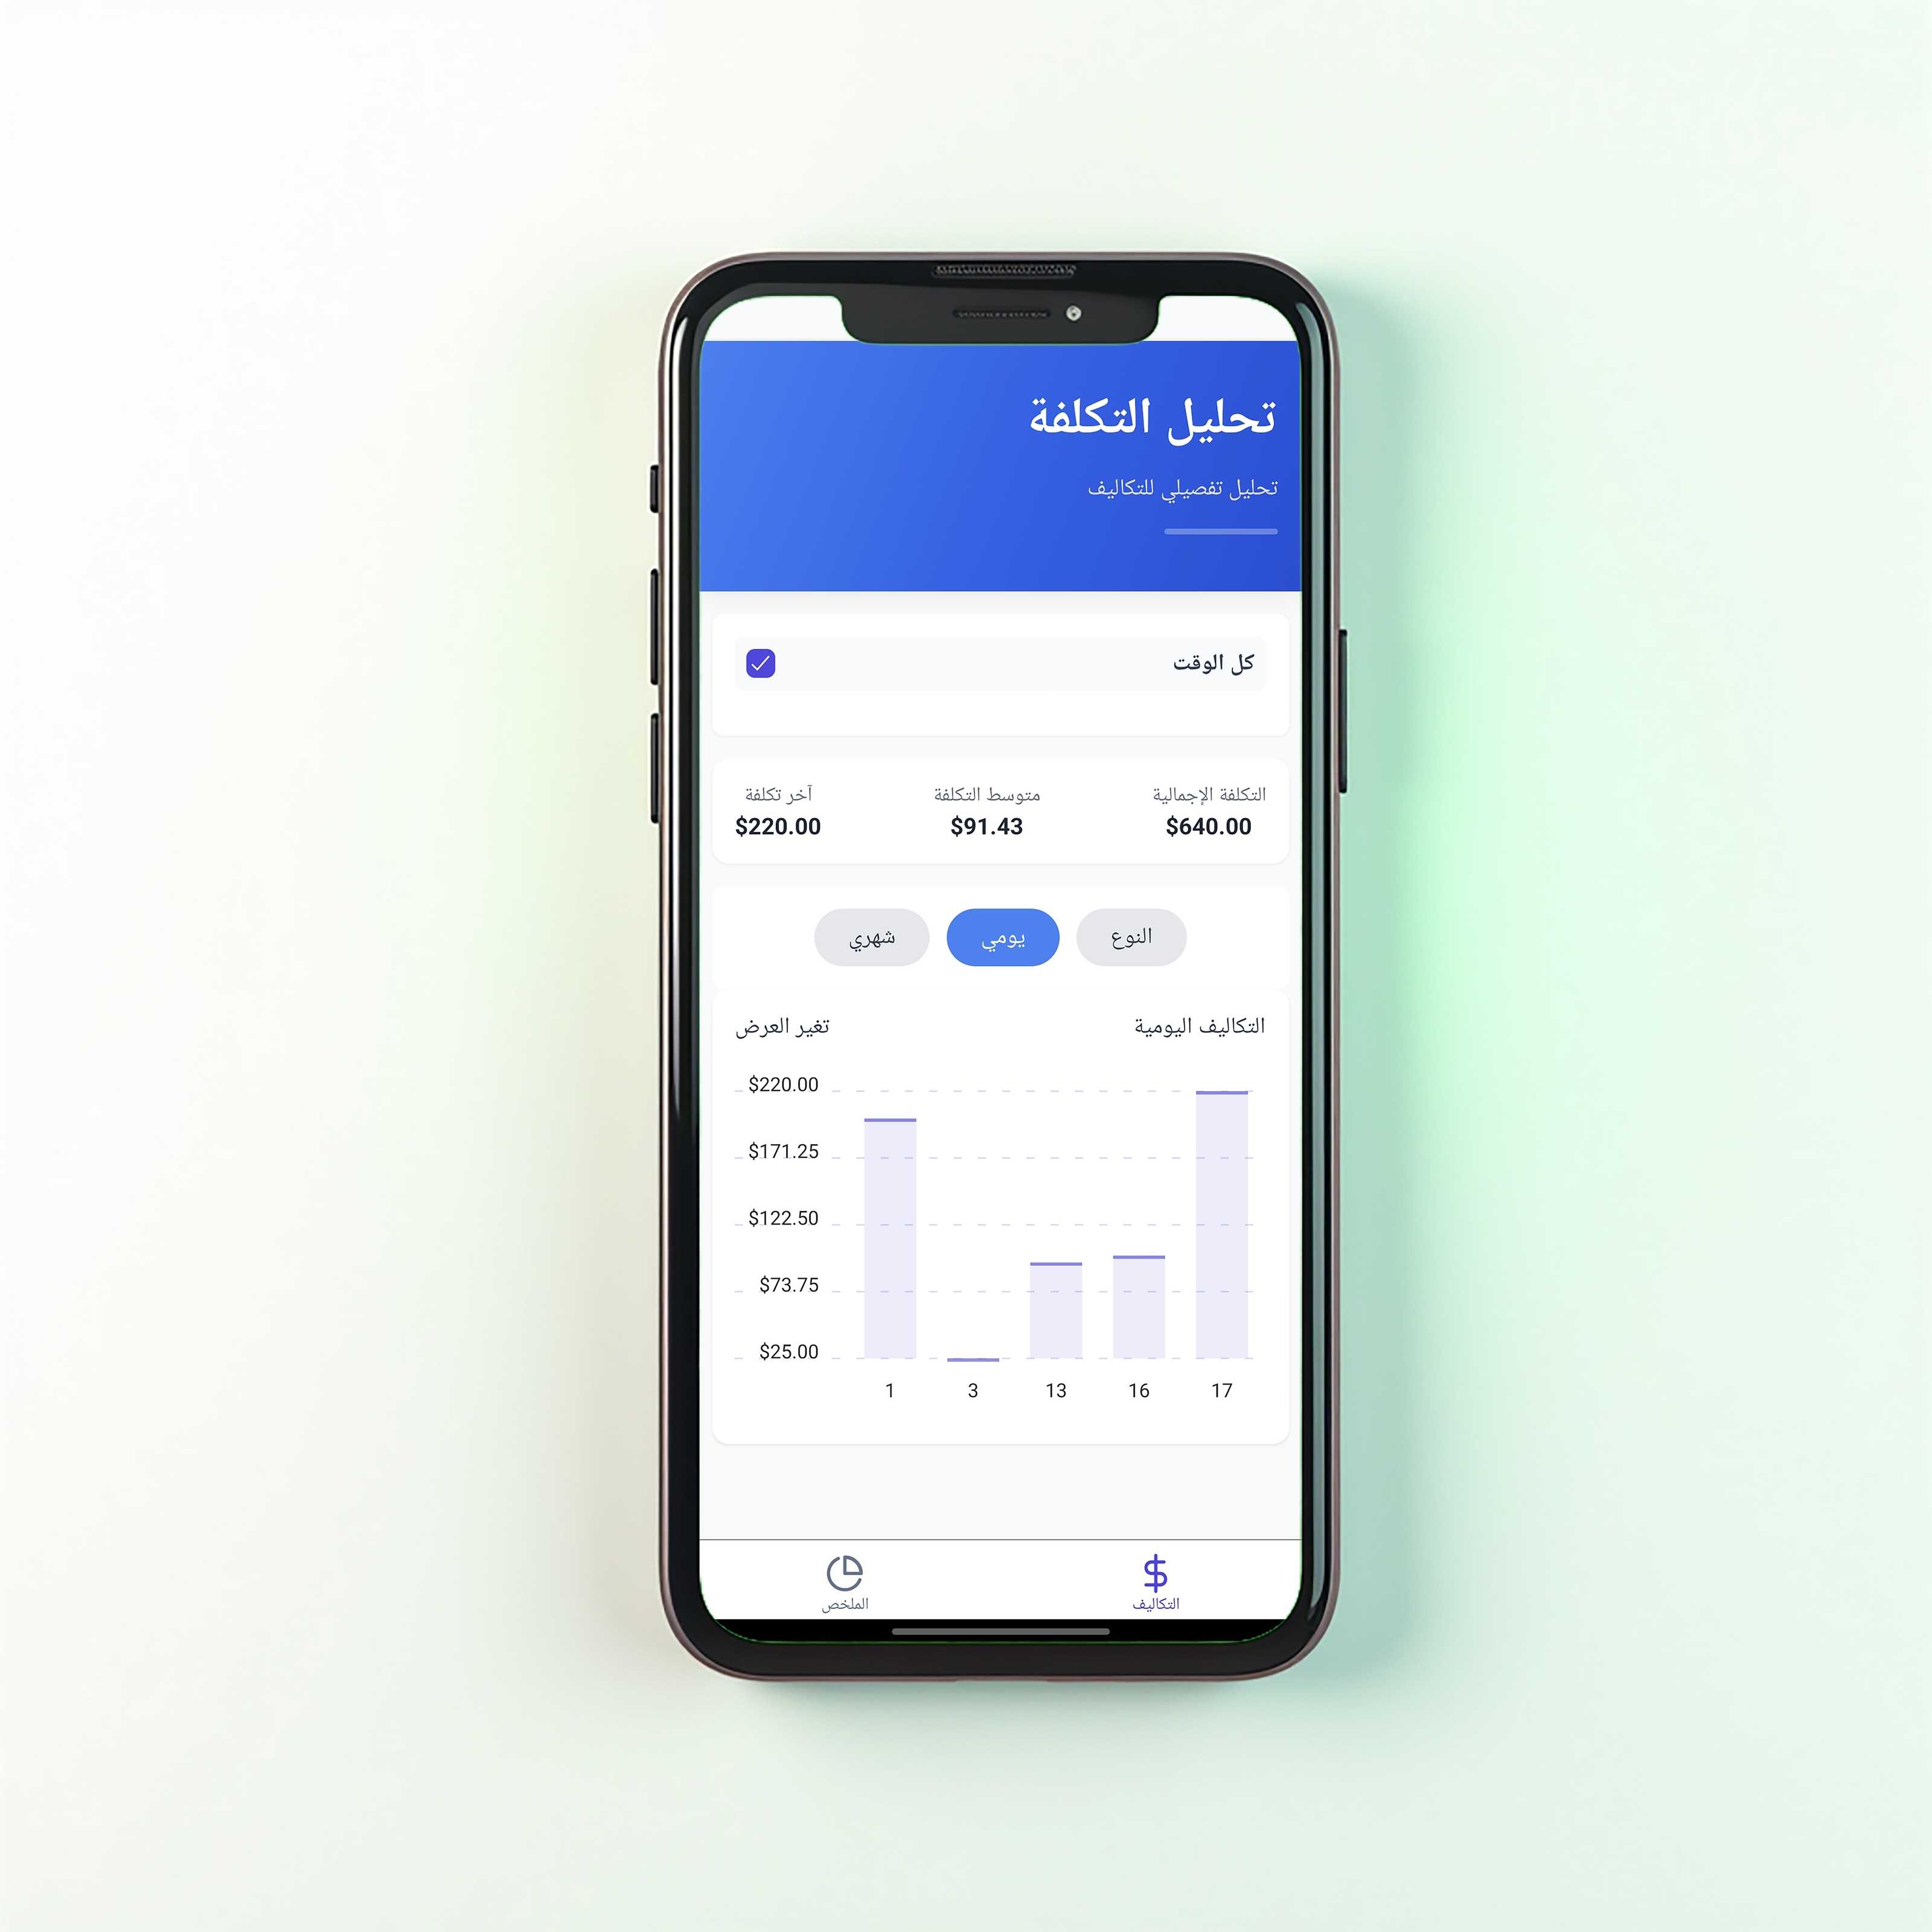 تحليل التكلفة
تحليل تفصيلي للتكاليف
كل الوقت
التكلفة الإجمالية
$640.00
متوسط التكلفة
$91.43
آخر تكلفة
$220.00
النوع
يومي
شهري
التكاليف اليومية
تغير العرض
$220.00
$171.25
$122.50
$73.75
$25.00
1 3 13 16 17
التكاليف
الملخص